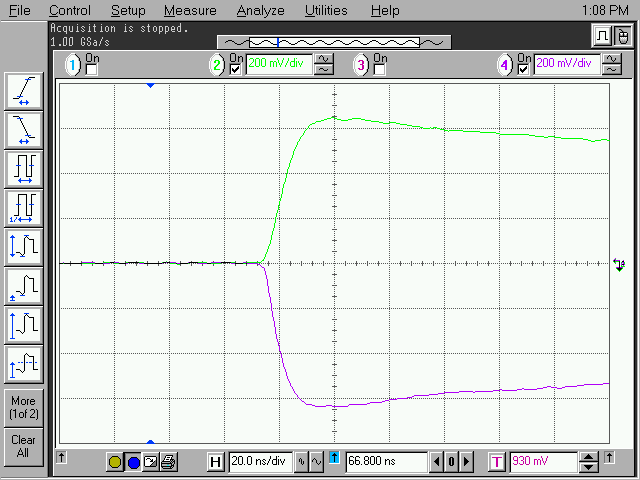 File Control Setup Measure Analyze Utilities Help 1:08 PM
Acquisition is stopped.
1.00 GSa/s
1 On 2 On 200 mV/div 3 On 4 On 200 mV/div
1/
More
(1of 2)
Clear
All
H 20.0 ns/div 66.800 ns 0 T 930 mV